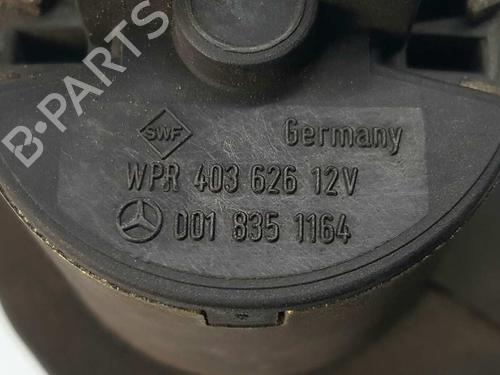 B-PARTS
SWF Germany
WPR 403 626 12V
001 835 1164